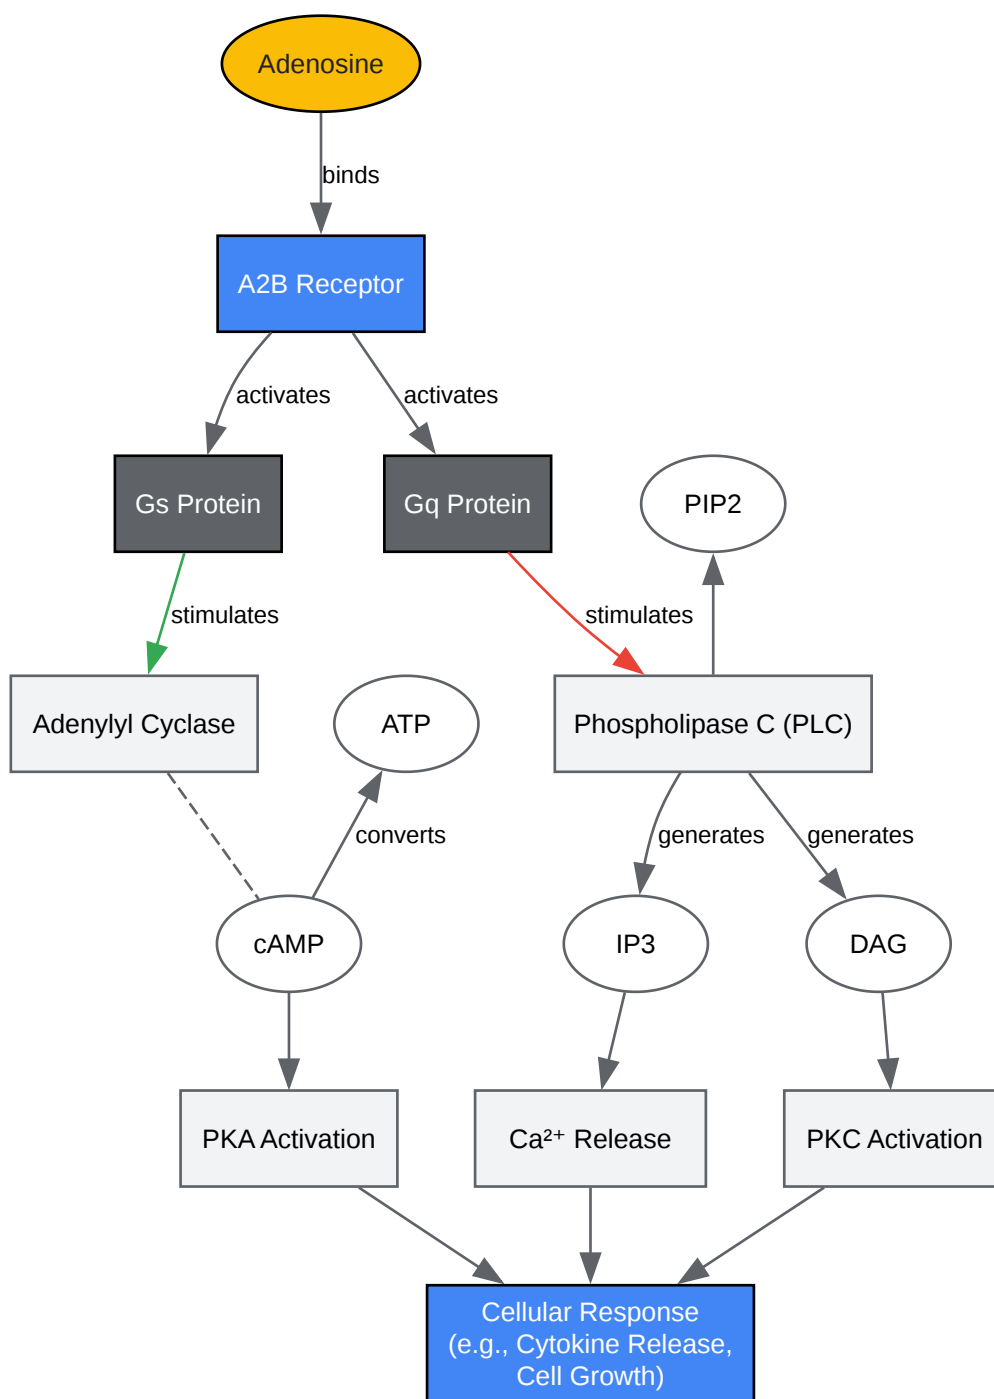 Adenosine
binds
A2B Receptor
activates
activates
Gs Protein
Gq Protein
PIP2
stimulates
stimulates
Adenylyl Cyclase
ATP
Phospholipase C (PLC)
converts
generates
generates
cAMP
IP3
DAG
PKA Activation
Ca²⁺ Release
PKC Activation
Cellular Response
(e.g., Cytokine Release,
Cell Growth)